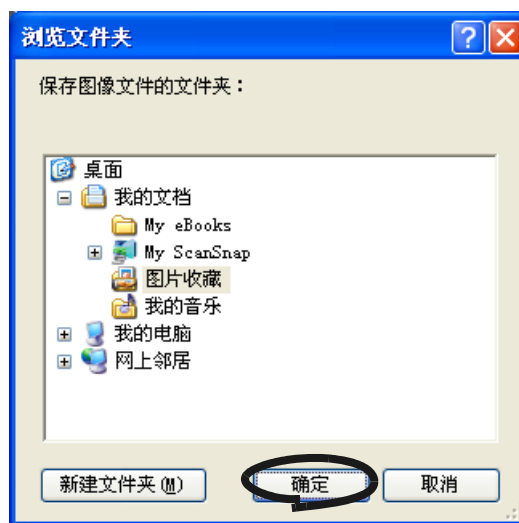 浏览文件夹
保存图像文件的文件夹：
桌面
我的文档
My eBooks
My ScanSnap
图片收藏
我的音乐
我的电脑
网上邻居
新建文件夹(M) 确定 取消